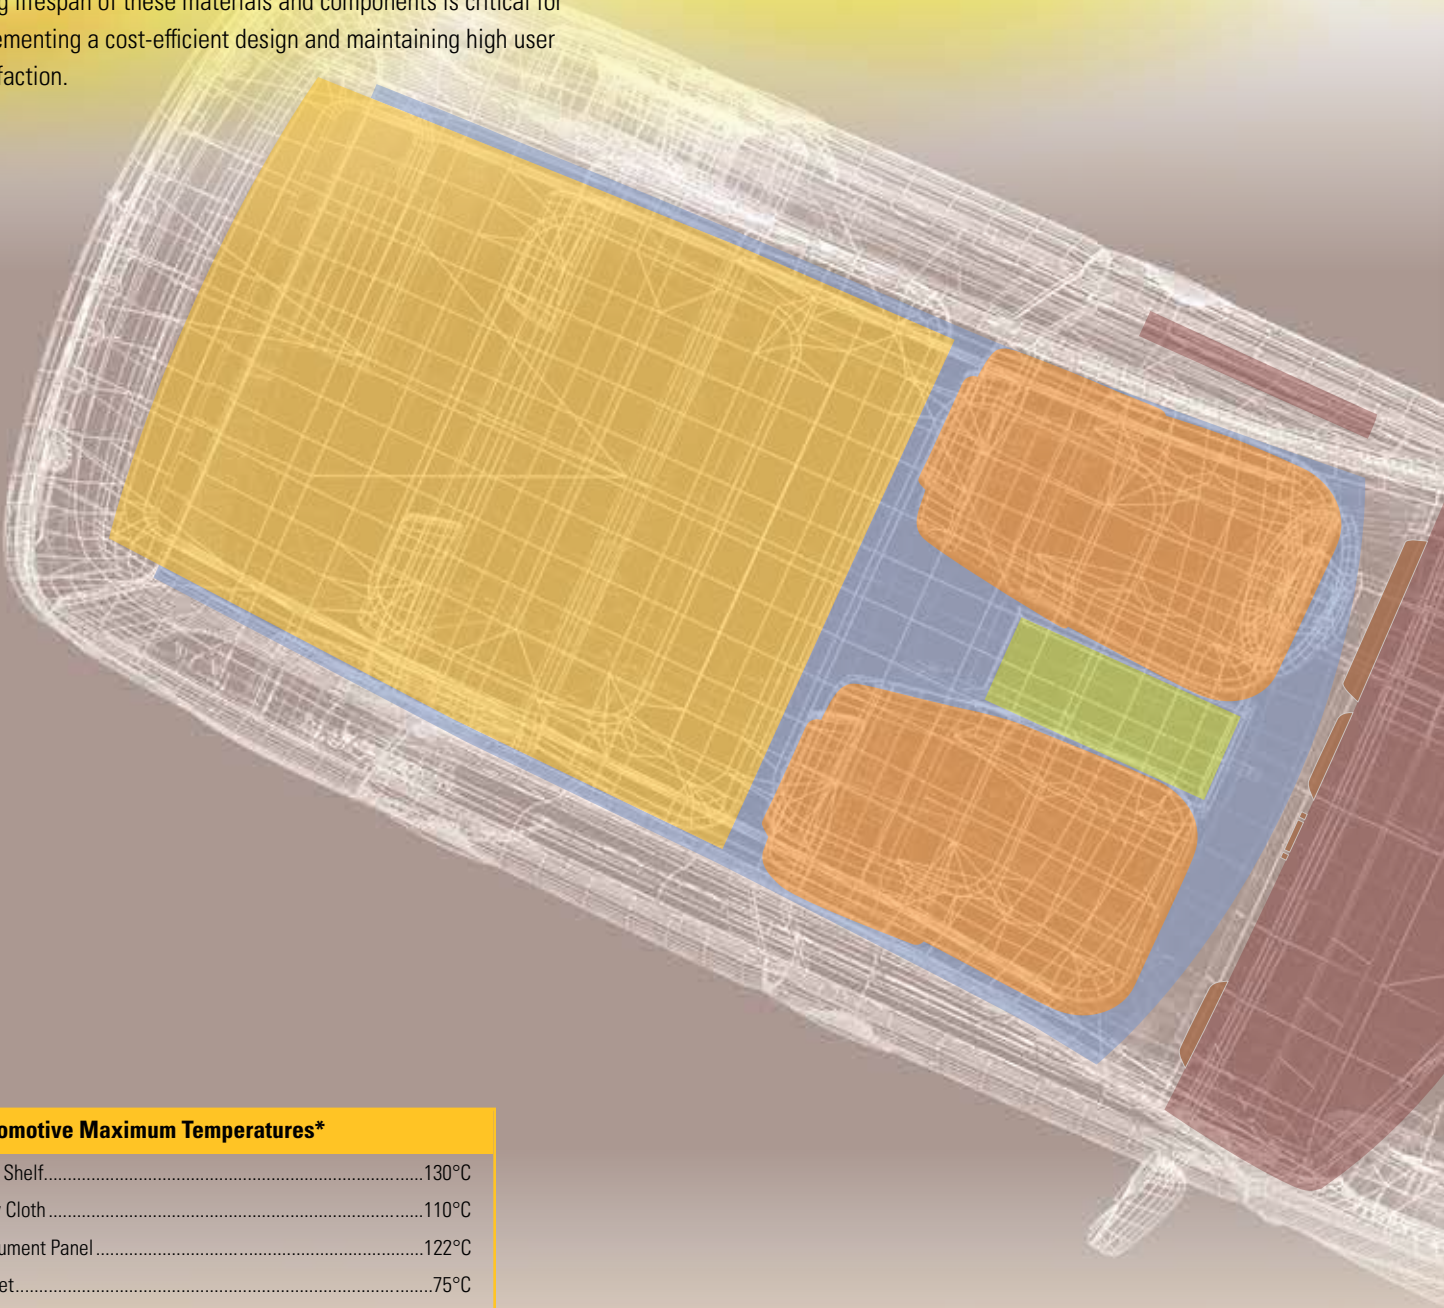 g lifespan of these materials and components is critical for
ementing a cost-efficient design and maintaining high user
faction.
omotive Maximum Temperatures*
Shelf 130°C
Cloth 110°C
ument Panel 122°C
et 75°C